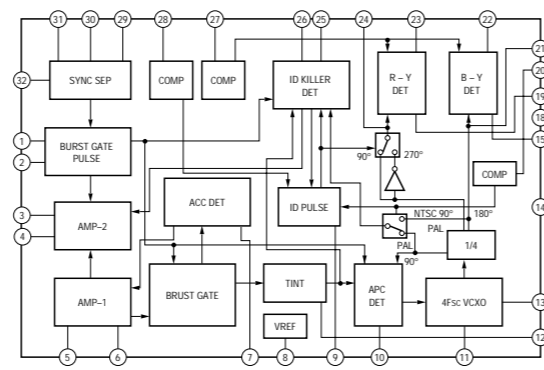 31 30 29 28 27 26 25 24 23 22
21
20
19
18
15
14
13
12
32
1
2
3
4
5 6 7 8 9 10 11
SYNC SEP
COMP
COMP
ID KILLER
DET
R – Y
DET
B – Y
DET
BURST GATE
PULSE
90°
270°
COMP
ACC DET
ID PULSE
NTSC 90°
180°
PAL
PAL
90°
1/4
AMP-2
AMP-1
BRUST GATE
TINT
APC
DET
4FSC VCXO
VREF